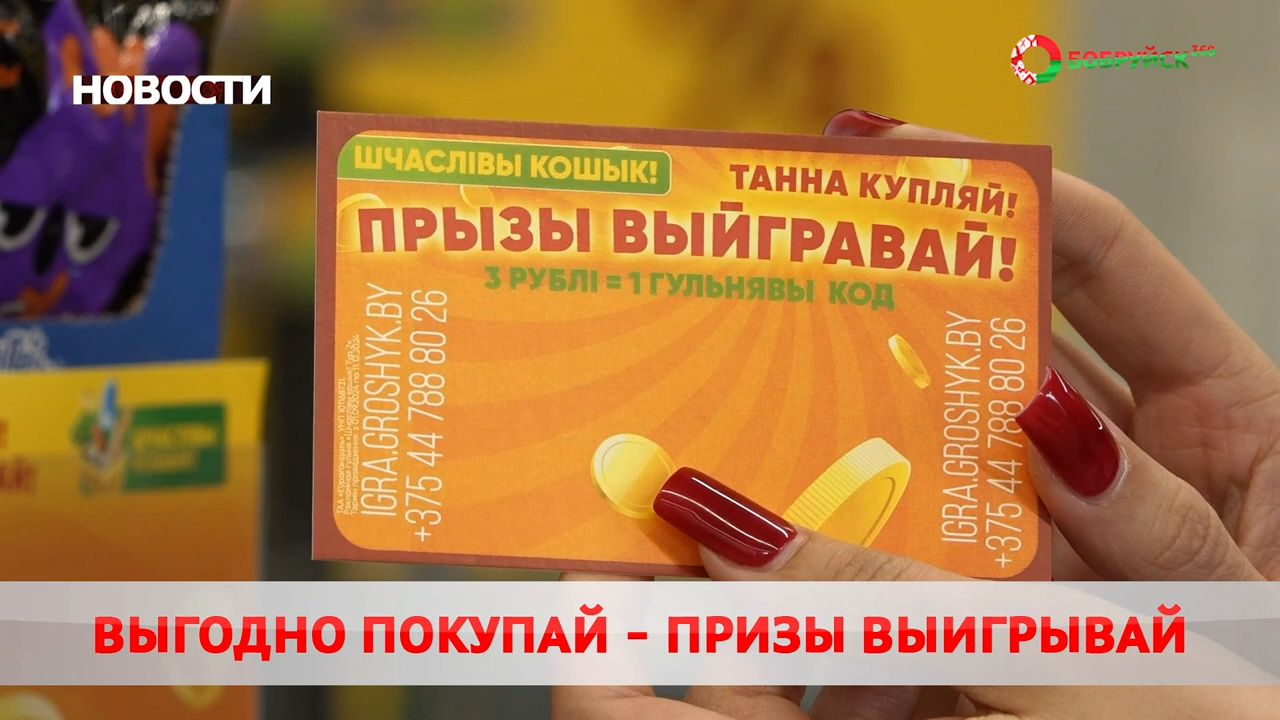 НОВОСТИ
БОБРУЙСК 360
ШЧАСЛІВЫ КОШЫК!
ТАННА КУПЛЯЙ!
ПРЫЗЫ ВЫЙГРАВАЙ!
3 РУБЛІ = 1 ГУЛЬНЯВЫ КОД
IGRA.GROSHYK.BY
+375 44 788 80 26
IGRA.GROSHYK.BY
+375 44 788 80 26
ВЫГОДНО ПОКУПАЙ - ПРИЗЫ ВЫИГРЫВАЙ